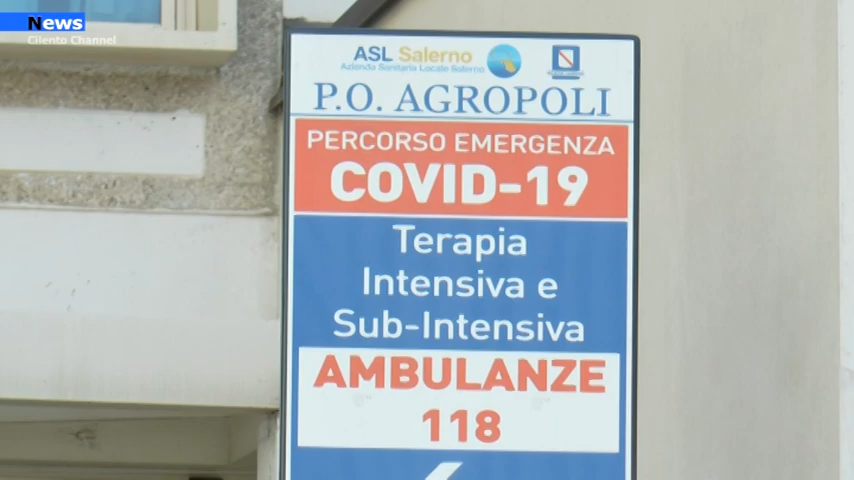 News
Cilento Channel
ASL Salerno
Azienda Sanitaria Locale Salerno
P.O. AGROPOLI
PERCORSO EMERGENZA
COVID-19
Terapia
Intensiva e
Sub-Intensiva
AMBULANZE
118